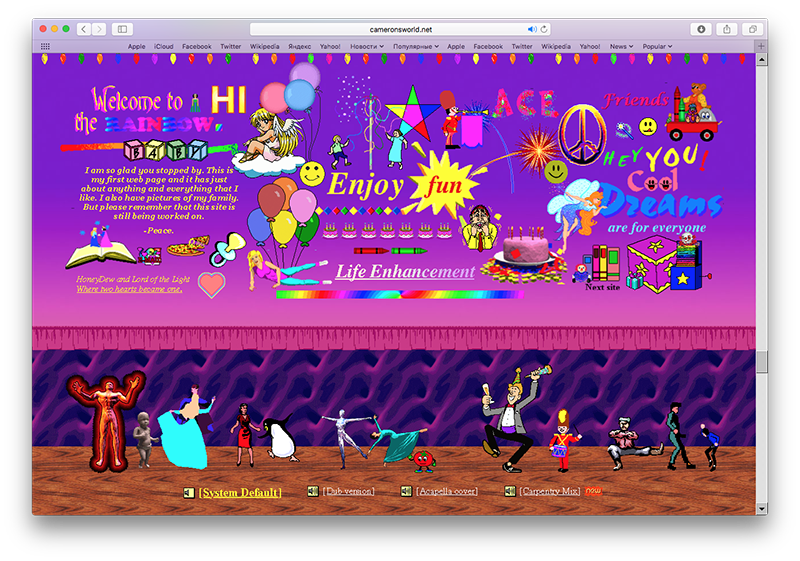 cameronsworld.net
Apple iCloud Facebook Twitter Wikipedia Яндекс Yahoo! Новости Популярные Apple Facebook Twitter Wikipedia Yahoo! News Popular
Welcome to HI
the RAINBOW.
BABY
I am so glad you stopped by. This is
my first web page and it has just
about anything and everything that I
like. I also have pictures of my family.
But please remember that this site is
still being worked on.
-Peace.
HoneyDew and Lord of the Light
Where two hearts became one.
Enjoy fun
Life Enhancement
Friends
HEY YOU!
Cool
Dreams
are for everyone
Next site
[System Default]
[Dub version]
[Acapella cover]
[Carpentry Mix] new